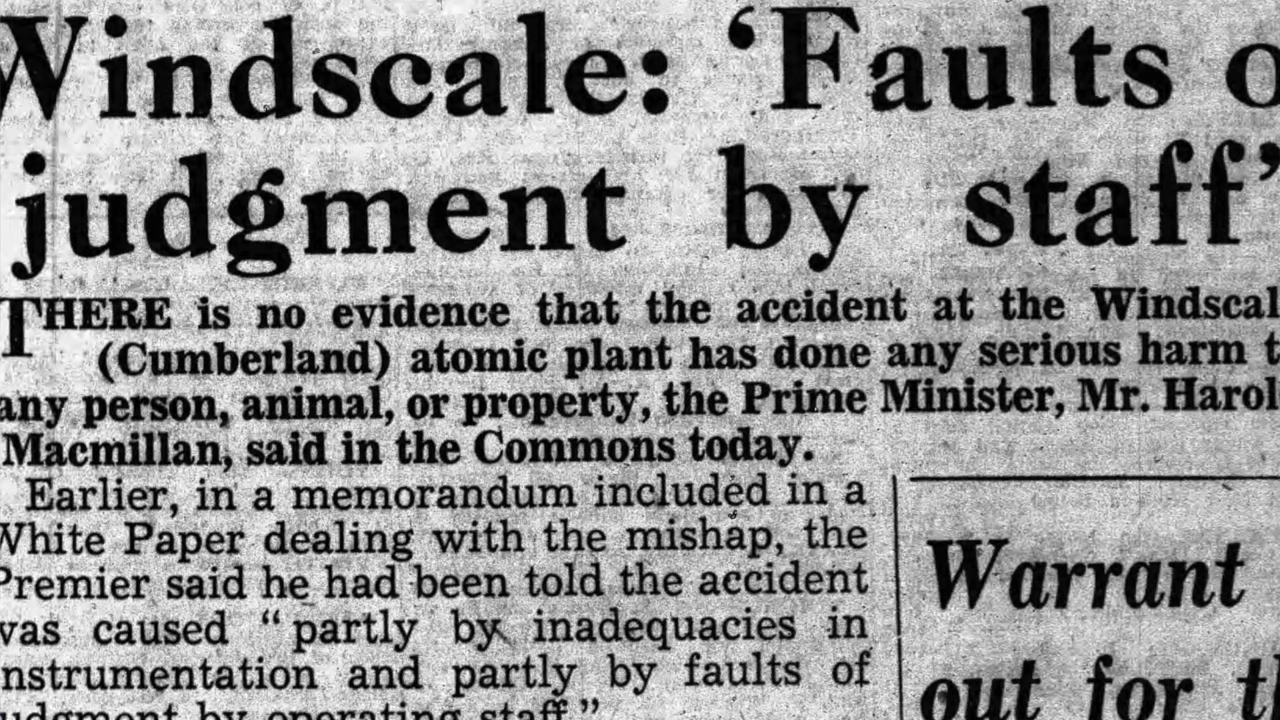 Windscale: ‘Faults o
judgment by staff’
THERE is no evidence that the accident at the Windscal
(Cumberland) atomic plant has done any serious harm t
any person, animal, or property, the Prime Minister, Mr. Harol
Macmillan, said in the Commons today.
Earlier, in a memorandum included in a
White Paper dealing with the mishap, the
Premier said he had been told the accident
was caused “partly by inadequacies in
instrumentation and partly by faults of
judgment by operating staff.”
Warrant
out for th